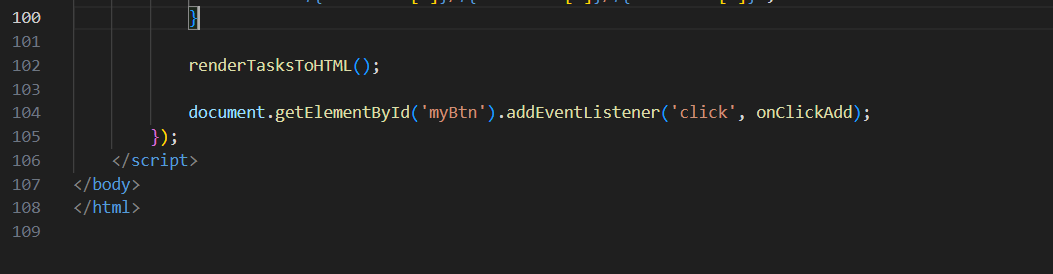 100 }
101
102 renderTasksToHTML();
103
104 document.getElementById('myBtn').addEventListener('click', onClickAdd);
105 });
106 </script>
107 </body>
108 </html>
109